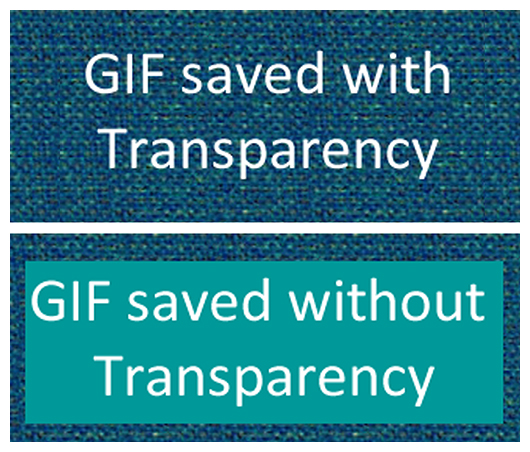 GIF saved with
Transparency
GIF saved without
Transparency